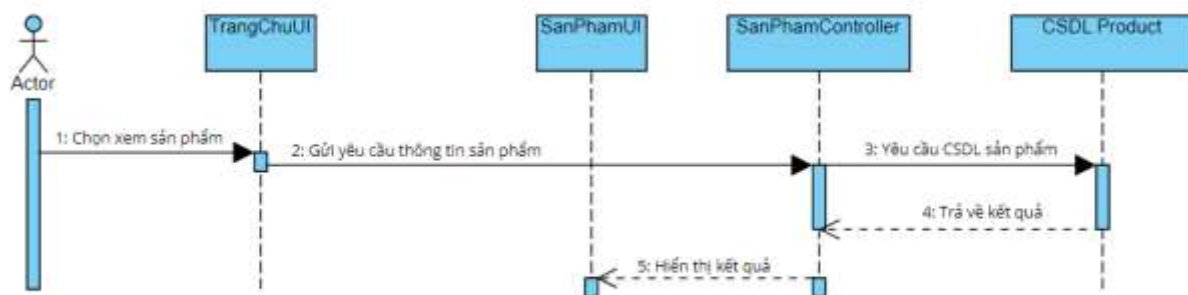 TrangChuUI
SanPhamUI
SanPhamController
CSDL Product
Actor
1: Chọn xem sản phẩm
2: Gửi yêu cầu thông tin sản phẩm
3: Yêu cầu CSDL sản phẩm
4: Trả về kết quả
5: Hiển thị kết quả